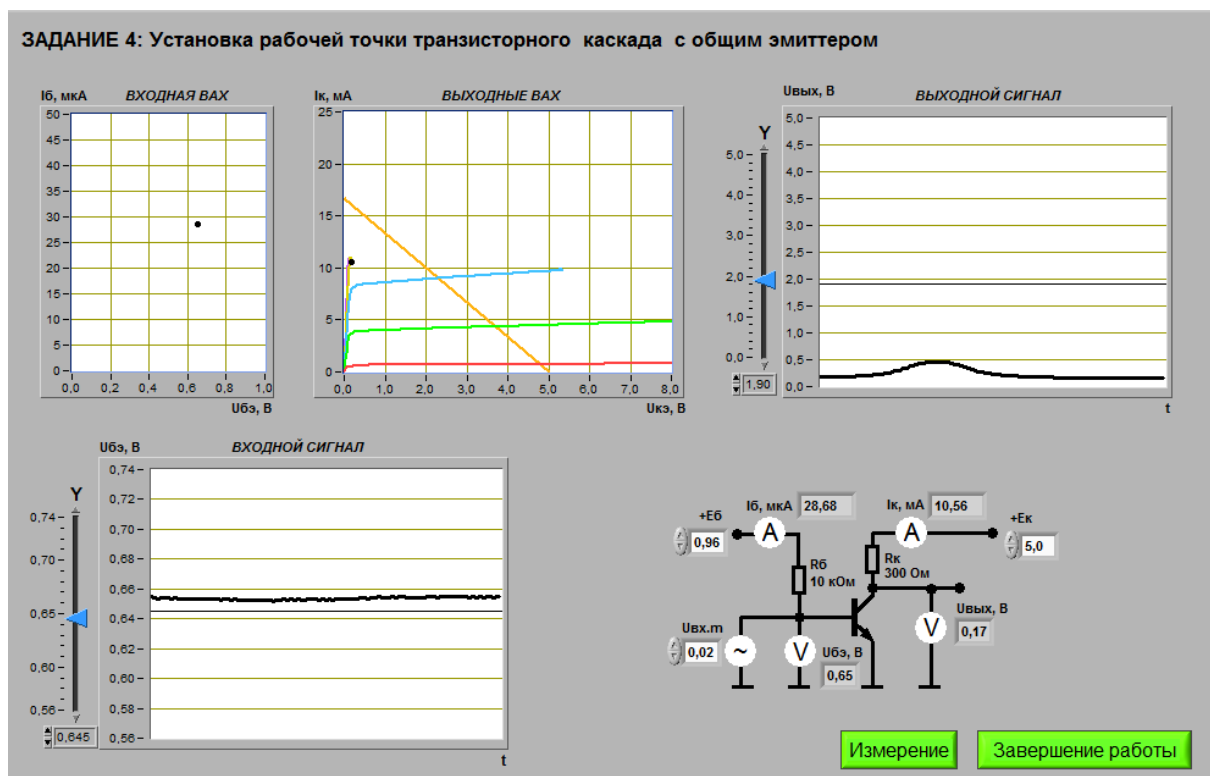 ЗАДАНИЕ 4: Установка рабочей точки транзисторного каскада с общим эмиттером
Iб, мкА ВХОДНАЯ ВАХ
50
45
40
35
30
25
20
15
10
5
0
0,0 0,2 0,4 0,6 0,8 1,0
Uбэ, В
Iк, мА ВЫХОДНЫЕ ВАХ
25
20
15
10
5
0
0,0 1,0 2,0 3,0 4,0 5,0 6,0 7,0 8,0
Uкэ, В
Uвых, В ВЫХОДНОЙ СИГНАЛ
Y
5,0
4,0
3,0
2,0
1,0
0,0
1,90
5,0
4,5
4,0
3,5
3,0
2,5
2,0
1,5
1,0
0,5
0,0
t
Uбэ, В ВХОДНОЙ СИГНАЛ
Y
0,74
0,70
0,65
0,60
0,56
0,645
0,74
0,72
0,70
0,68
0,66
0,64
0,62
0,60
0,58
0,56
t
Iб, мкА 28,68 Iк, мА 10,56
+Eб +Eк
0,96 A A 5,0
Rб
10 кОм
Rк
300 Ом
Uвх.m
0,02 ~ V Uбэ, В
0,65
V Uвых, В
0,17
Измерение Завершение работы